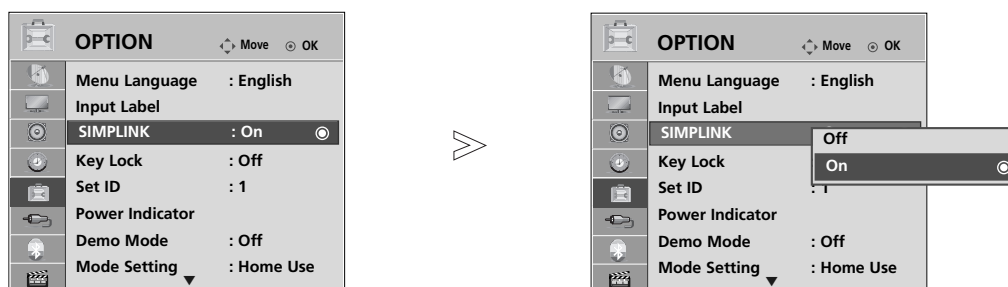 OPTION Move OK
Menu Language : English
Input Label
SIMPLINK : On
Key Lock : Off
Set ID : 1
Power Indicator
Demo Mode : Off
Mode Setting : Home Use
OPTION Move OK
Menu Language : English
Input Label
SIMPLINK
Off
Key Lock
On
Set ID : 1
Power Indicator
Demo Mode : Off
Mode Setting : Home Use